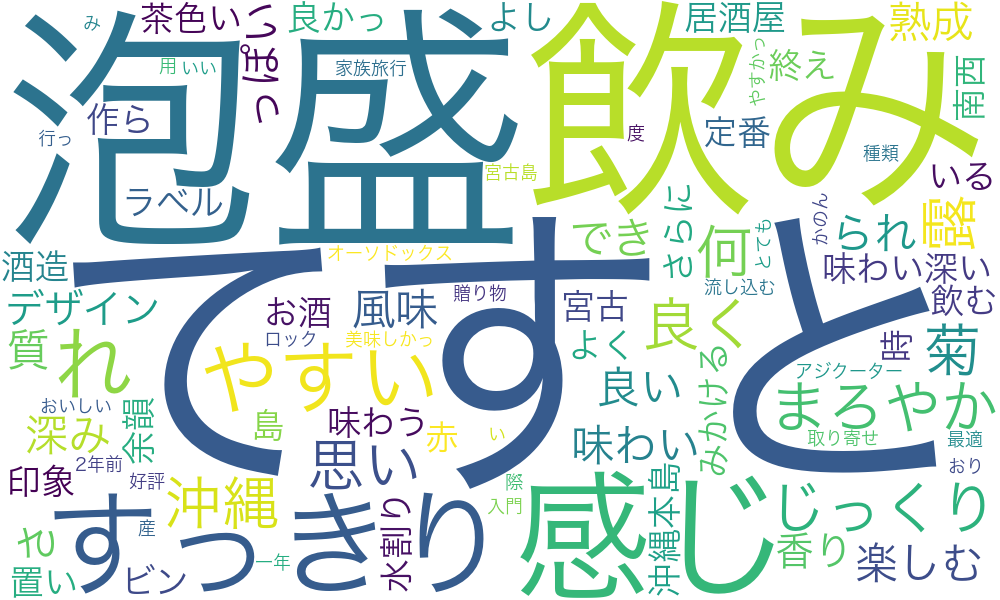 茶色い
み
良かっ
よし
居酒屋
熟成
泡盛
飲み
用
いい
家族旅行
っぽい
やすかっ
終え
南西
作ら
行っ
度
定番
種類
宮古島
いる
ラベル
さらに
かのん
露
でき
何
とても
られ
酒造
てすと
オーソドックス
味わい深い
デザイン
お酒
風味
贈り物
宮古
流し込む
飲む
質
れ
ロック
美味しかっ
やすい
よく
良く
時
菊
アジクーター
良い
みかける
まろやか
おいしい
深み
余韻
島
味わう
赤
い
味わい
取り寄せ
最適
2年前
印象
好評
沖縄
思い
際
入門
感じ
沖縄本島
おり
じっくり
すっきり
産
れ
一年
水割り
香り
楽しむ
置い
ビン